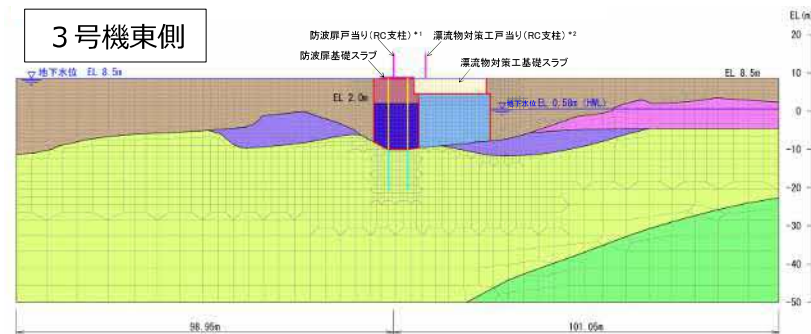 3号機東側
EL(m)
防波扉戸当り(RC支柱)*1
漂流物対策工戸当り(RC支柱)*2
防波扉基礎スラブ
漂流物対策工基礎スラブ
地下水位 EL 8.5m
EL 8.5m
EL 2.0m
地下水位EL 0.58m (HWL)
20
10
0
-10
-20
-30
-40
-50
98.95m
101.05m